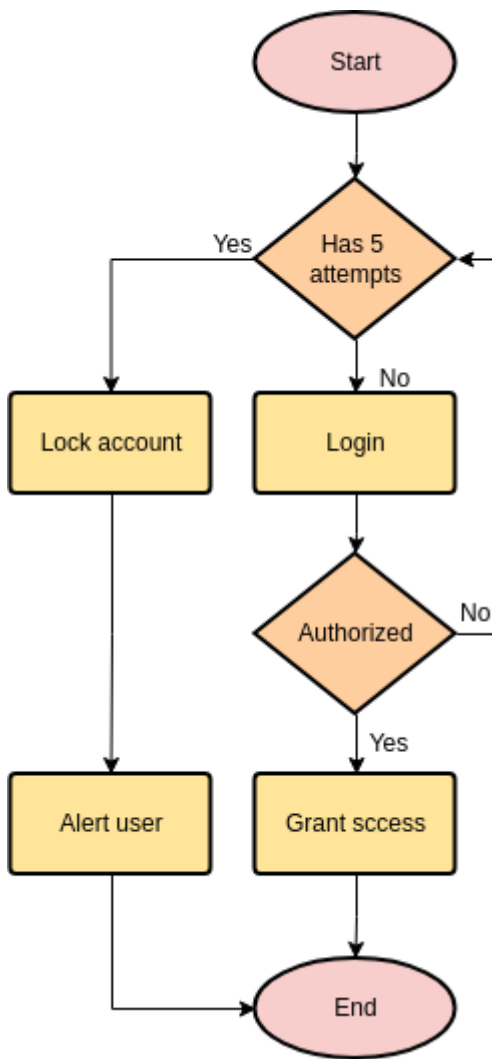 Start
Has 5
attempts
Yes
No
Lock account
Login
Authorized
No
Yes
Alert user
Grant sccess
End